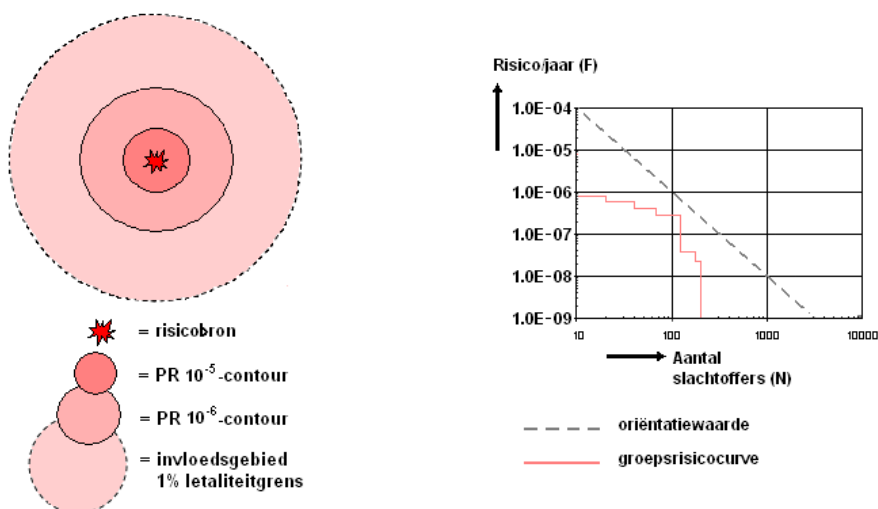 = risicobron
= PR 10⁻⁵-contour
= PR 10⁻⁶-contour
= invloedsgebied
1% letaliteitgrens
Risico/jaar (F)
1.0E-04
1.0E-05
1.0E-06
1.0E-07
1.0E-08
1.0E-09
10 100 1000 10000
Aantal
slachtoffers (N)
oriëntatiewaarde
groepsrisicocurve